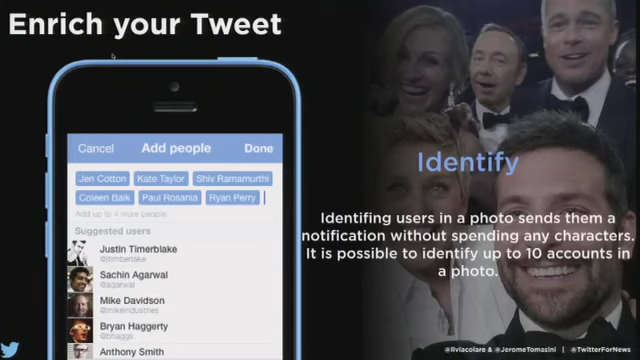 Enrich your Tweet
Cancel Add people Done
Jen Cotton Kate Taylor Shiv Ramamurthi
Coleen Baik Paul Rosania Ryan Perry
Add up to 4 more people.
Suggested users
Justin Timerblake
@jtimberlake
Sachin Agarwal
@agarwal
Mike Davidson
@mikeindustries
Bryan Haggerty
@bhaggs
Anthony Smith
Identify
Identifing users in a photo sends them a
notification without spending any characters.
It is possible to identify up to 10 accounts in
a photo.
@liviacolare & @JeromeTomasini | @TwitterForNews